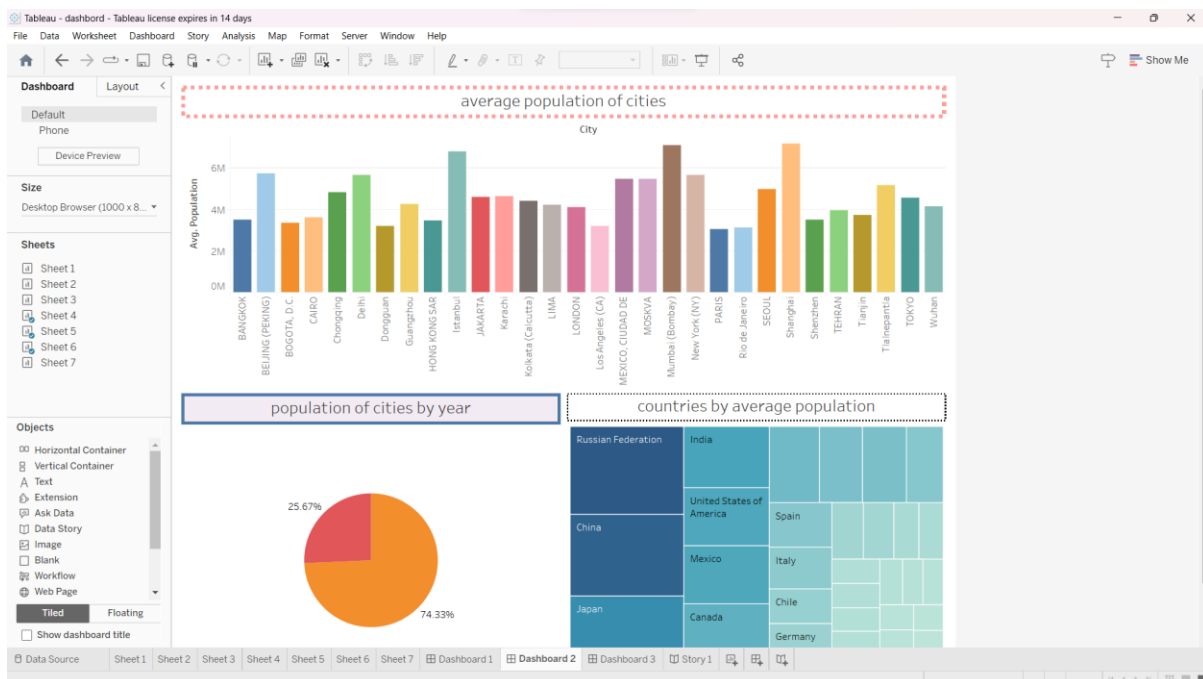 Tableau - dashbord - Tableau license expires in 14 days
File Data Worksheet Dashboard Story Analysis Map Format Server Window Help
Show Me
Dashboard Layout
Default
Phone
Device Preview
Size
Desktop Browser (1000 x 8...
Sheets
Sheet 1
Sheet 2
Sheet 3
Sheet 4
Sheet 5
Sheet 6
Sheet 7
Objects
Horizontal Container
Vertical Container
Text
Extension
Ask Data
Data Story
Image
Blank
Workflow
Web Page
Tiled Floating
Show dashboard title
average population of cities
City
Avg. Population
6M
4M
2M
0M
BANGKOK
BEIJING (PEKING)
BOGOTA, D.C.
CAIRO
Chongqing
Delhi
Dongguan
Guangzhou
HONG KONG SAR
Istanbul
JAKARTA
Karachi
Kolkata (Calcutta)
LIMA
LONDON
Los Angeles (CA)
MEXICO, CIUDAD DE
MOSKVA
Mumbai (Bombay)
New York (NY)
PARIS
Rio de Janeiro
SEOUL
Shanghai
Shenzhen
TEHRAN
Tianjin
Tlalnepantla
TOKYO
Wuhan
population of cities by year
25.67%
74.33%
countries by average population
Russian Federation
China
Japan
India
United States of
America
Mexico
Canada
Spain
Italy
Chile
Germany
Data Source Sheet 1 Sheet 2 Sheet 3 Sheet 4 Sheet 5 Sheet 6 Sheet 7 Dashboard 1 Dashboard 2 Dashboard 3 Story 1